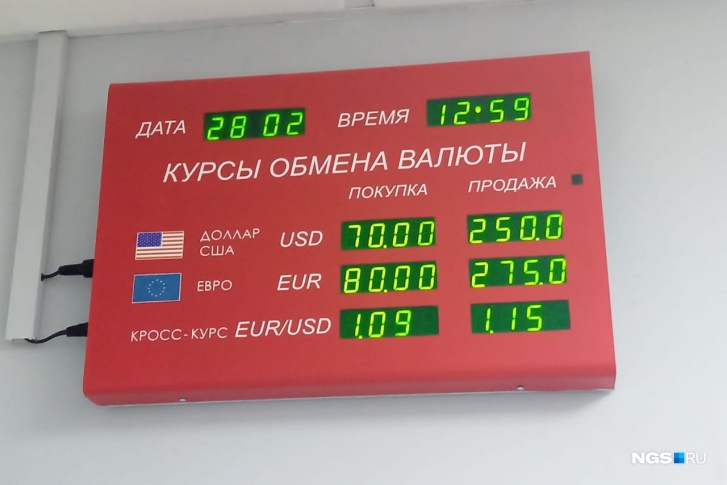 ДАТА 28 02 ВРЕМЯ 12:59
КУРСЫ ОБМЕНА ВАЛЮТЫ
ПОКУПКА ПРОДАЖА
ДОЛЛАР США USD 70.00 250.0
ЕВРО EUR 80.00 275.0
КРОСС-КУРС EUR/USD 1.09 1.15
NGS.RU